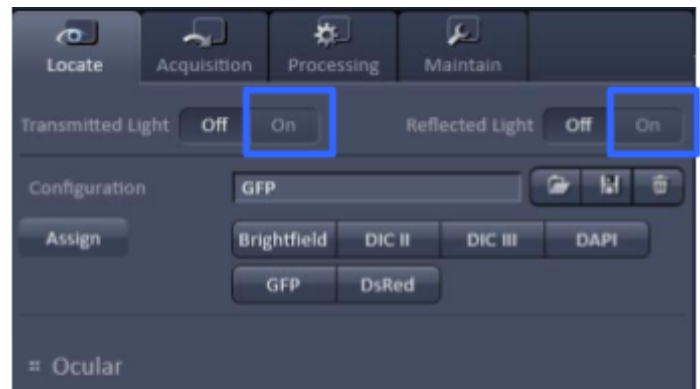 Locate Acquisition Processing Maintain
Transmitted Light Off On Reflected Light Off On
Configuration GFP
Assign Brightfield DIC II DIC III DAPI
GFP DsRed
Ocular